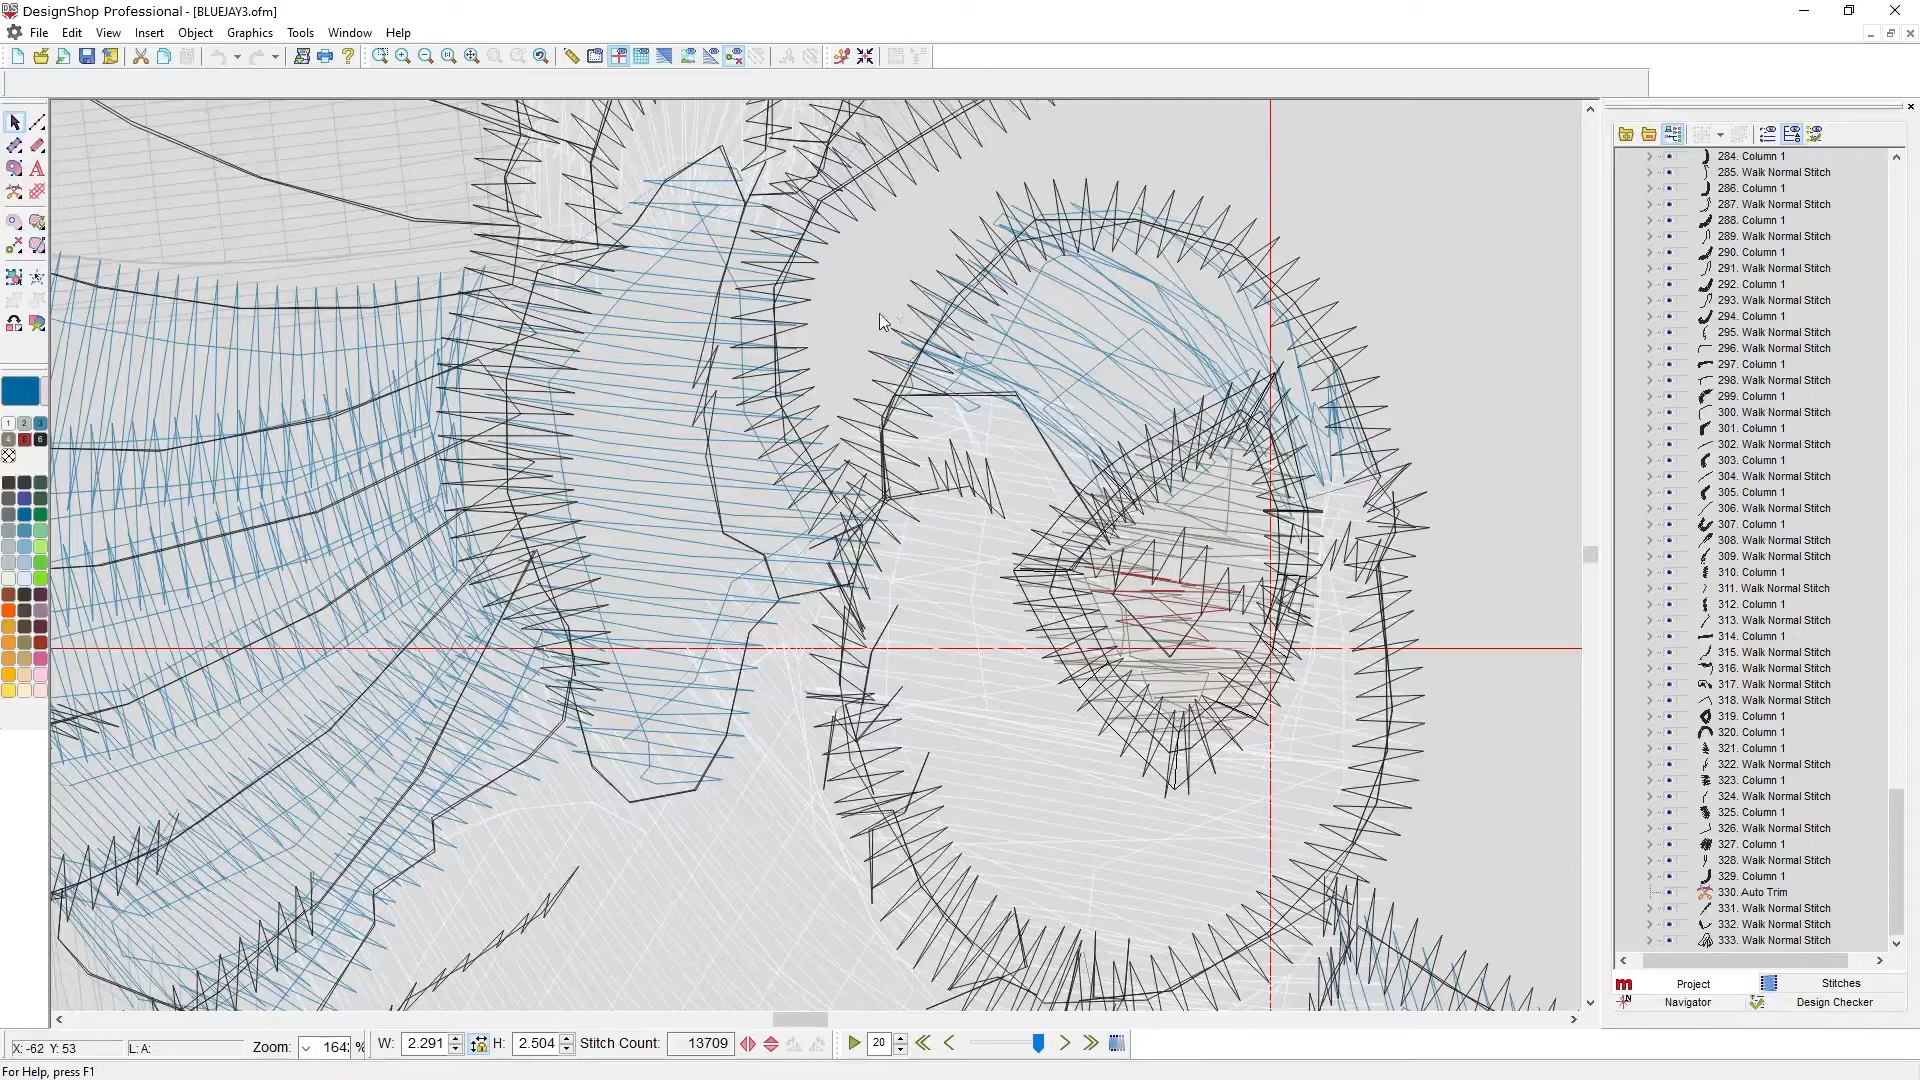 DesignShop Professional - [BLUEJAY3.ofm]
File Edit View Insert Object Graphics Tools Window Help
1 2 3
4 5 6
284. Column 1
285. Walk Normal Stitch
286. Column 1
287. Walk Normal Stitch
288. Column 1
289. Walk Normal Stitch
290. Column 1
291. Walk Normal Stitch
292. Column 1
293. Walk Normal Stitch
294. Column 1
295. Walk Normal Stitch
296. Walk Normal Stitch
297. Column 1
298. Walk Normal Stitch
299. Column 1
300. Walk Normal Stitch
301. Column 1
302. Walk Normal Stitch
303. Column 1
304. Walk Normal Stitch
305. Column 1
306. Walk Normal Stitch
307. Column 1
308. Walk Normal Stitch
309. Walk Normal Stitch
310. Column 1
311. Walk Normal Stitch
312. Column 1
313. Walk Normal Stitch
314. Column 1
315. Walk Normal Stitch
316. Walk Normal Stitch
317. Walk Normal Stitch
318. Walk Normal Stitch
319. Column 1
320. Column 1
321. Column 1
322. Walk Normal Stitch
323. Column 1
324. Walk Normal Stitch
325. Column 1
326. Walk Normal Stitch
327. Column 1
328. Walk Normal Stitch
329. Column 1
330. Auto Trim
331. Walk Normal Stitch
332. Walk Normal Stitch
333. Walk Normal Stitch
Project Stitches
Navigator Design Checker
X: -62 Y: 53 L: A: Zoom: 164 % W: 2.291 H: 2.504 Stitch Count: 13709 20
For Help, press F1